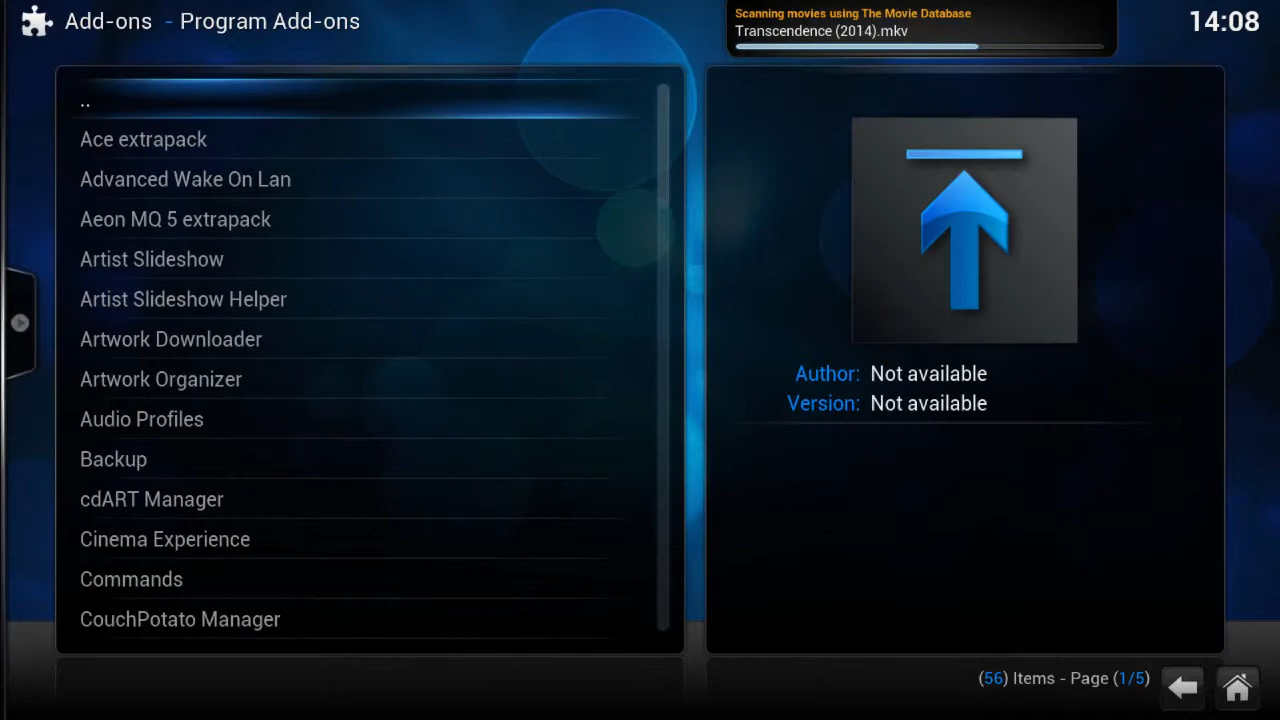 Add-ons - Program Add-ons
Scanning movies using The Movie Database
Transcendence (2014).mkv
14:08
..
Ace extrapack
Advanced Wake On Lan
Aeon MQ 5 extrapack
Artist Slideshow
Artist Slideshow Helper
Artwork Downloader
Artwork Organizer
Audio Profiles
Backup
cdART Manager
Cinema Experience
Commands
CouchPotato Manager
Author: Not available
Version: Not available
(56) Items - Page (1/5)